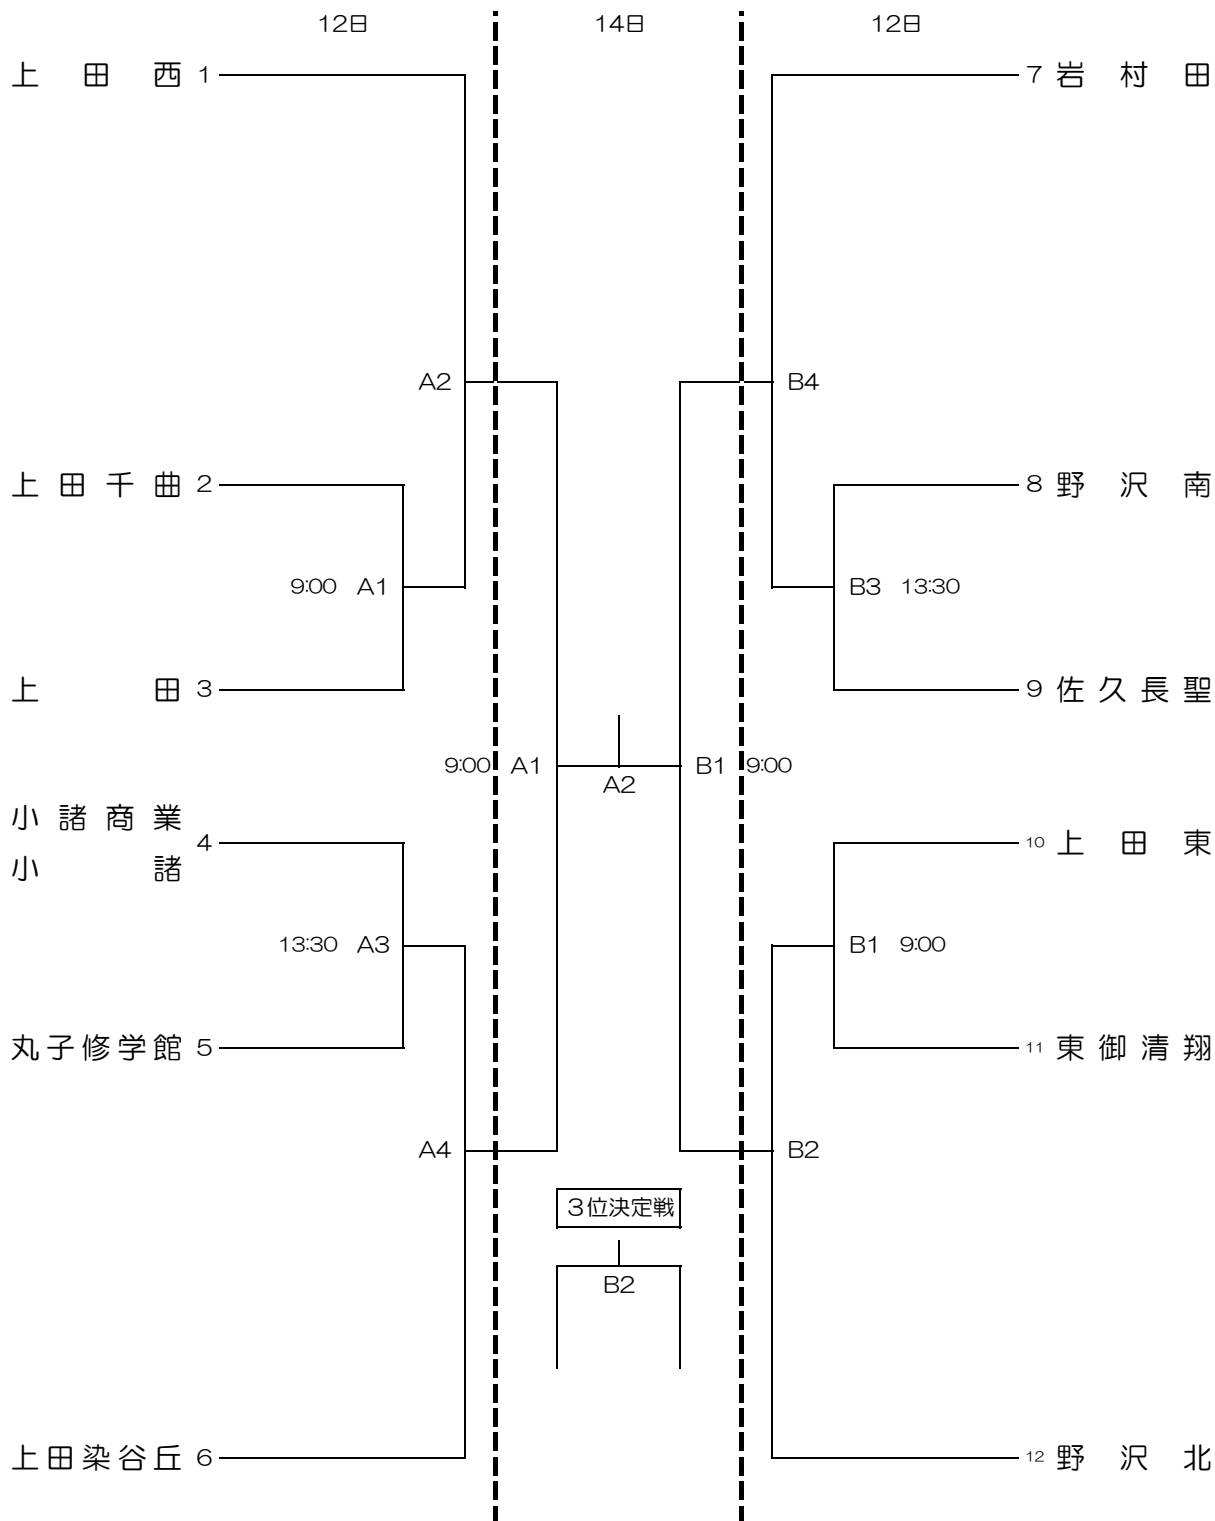 12日 14日 12日
上田西 1 7 岩村田
A2 B4
上田千曲 2 8 野沢南
9:00 A1 B3 13:30
上田 3 9 佐久長聖
9:00 A1 B1 9:00
A2
小諸商業
4 10 上田東
小諸
13:30 A3 B1 9:00
丸子修学館 5 11 東御清翔
A4 B2
3位決定戦
B2
上田染谷丘 6 12 野沢北